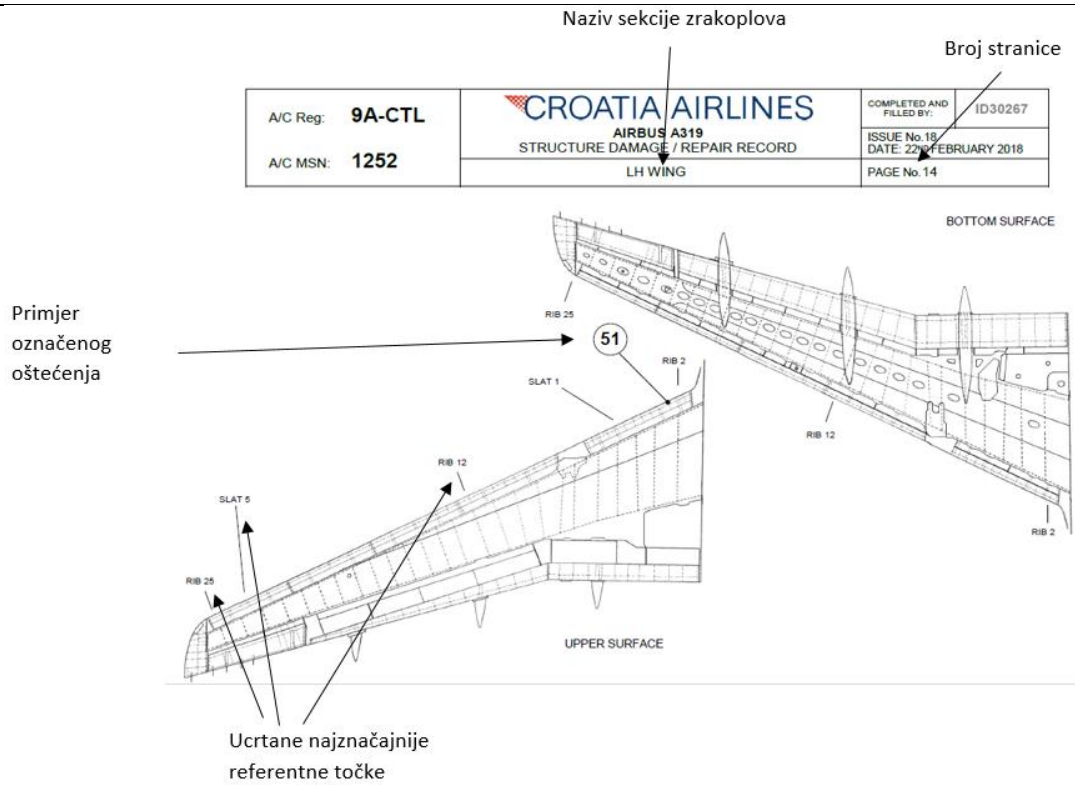 Naziv sekcije zrakoplova
Broj stranice
A/C Reg: 9A-CTL
A/C MSN: 1252
CROATIA AIRLINES
AIRBUS A319
STRUCTURE DAMAGE / REPAIR RECORD
LH WING
COMPLETED AND
FILLED BY:
ID30267
ISSUE No.18
DATE: 22nd FEBRUARY 2018
PAGE No.14
BOTTOM SURFACE
Primjer
označenog
oštećenja
RIB 25
51
RIB 2
SLAT 1
RIB 12
RIB 12
SLAT 5
RIB 2
RIB 25
UPPER SURFACE
Ucrtane najznačajnije
referentne točke